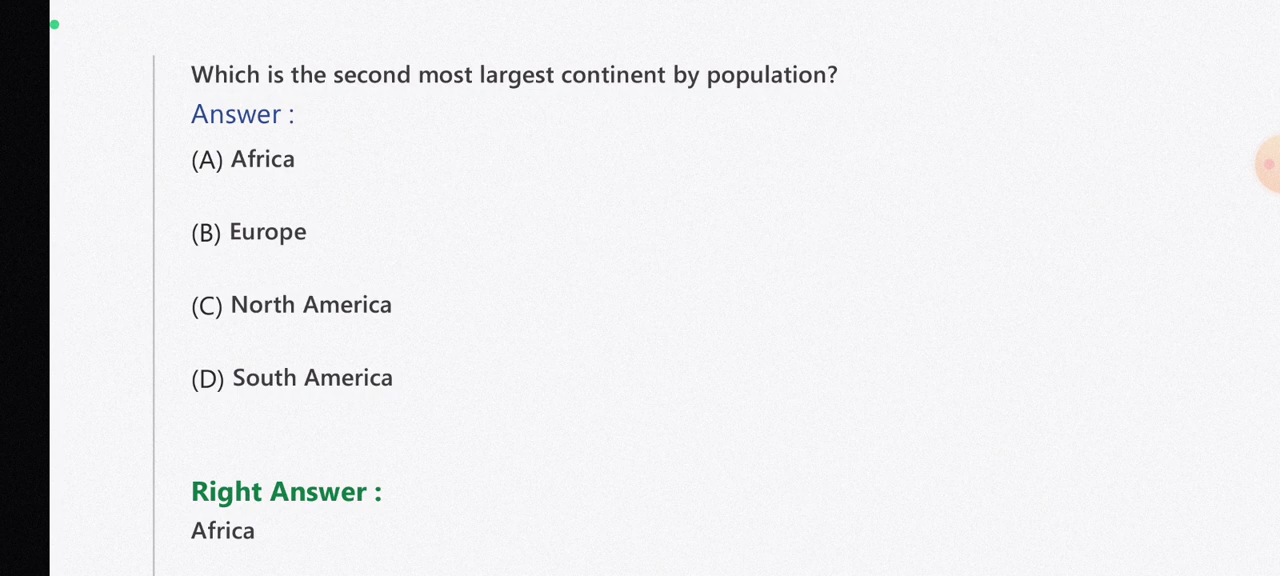 Which is the second most largest continent by population?
Answer :
(A) Africa
(B) Europe
(C) North America
(D) South America
Right Answer :
Africa